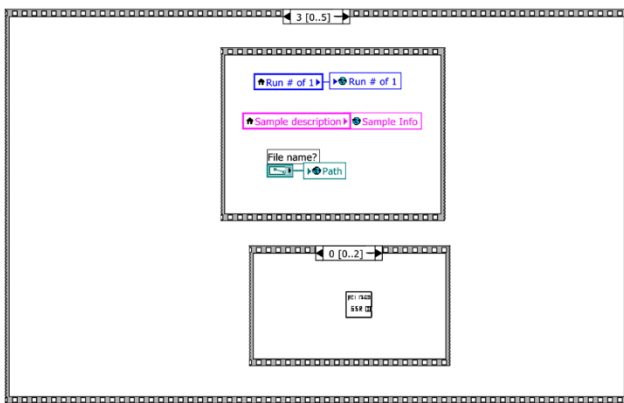 3 [0..5]
Run # of 1 Run # of 1
Sample description Sample Info
File name?
Path
0 [0..2]